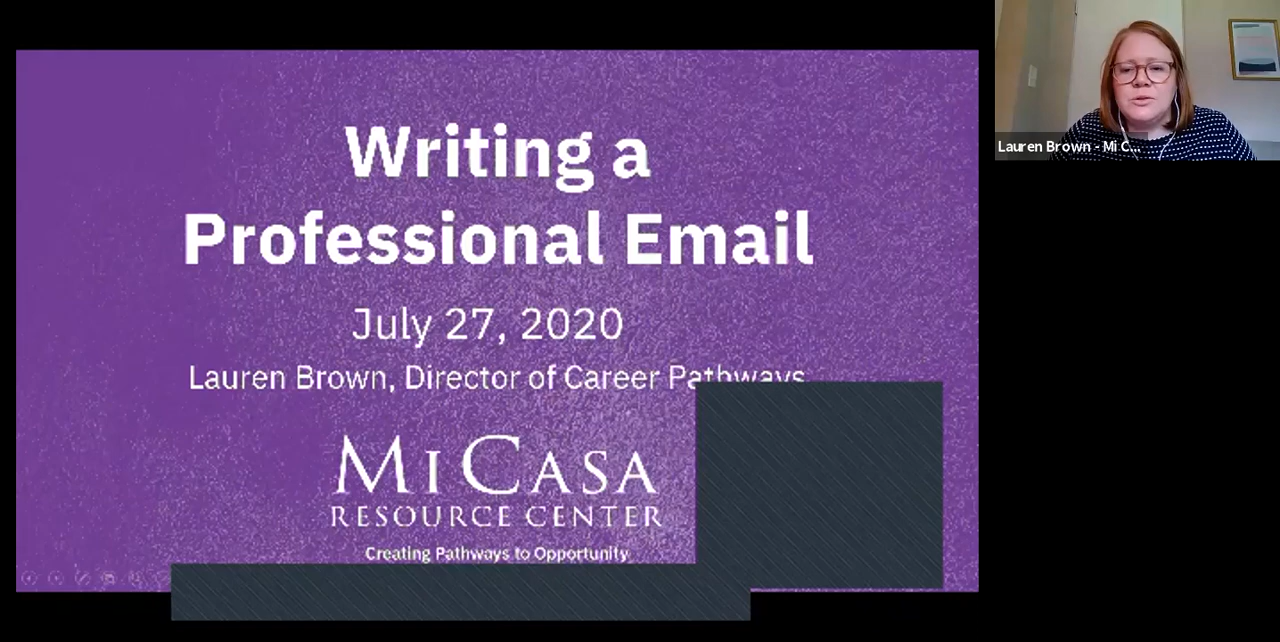 Writing a
Professional Email
July 27, 2020
Lauren Brown, Director of Career Pathways
MI CASA
RESOURCE CENTER
Creating Pathways to Opportunity
Lauren Brown - Mi C...